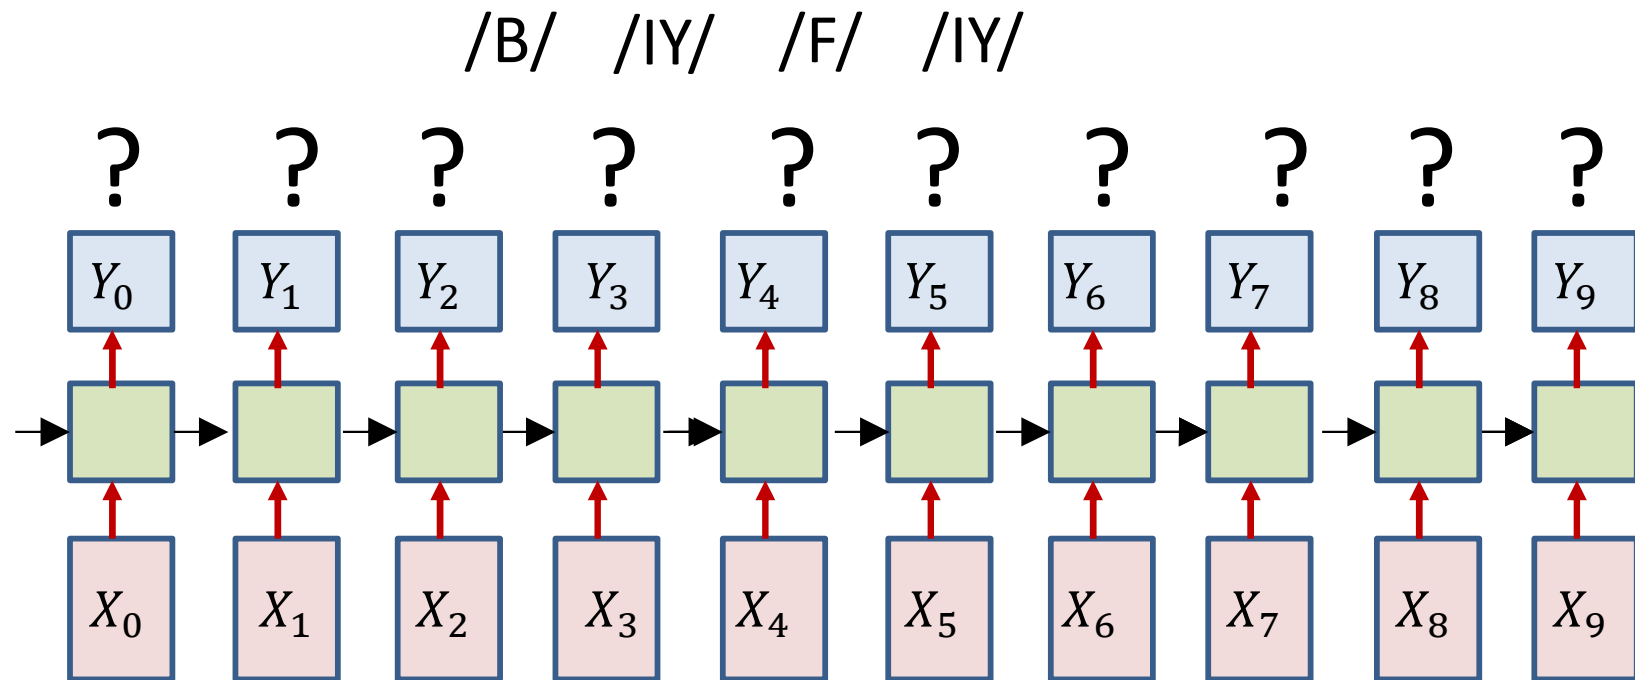 /B/ /IY/ /F/ /IY/
? ? ? ? ? ? ? ? ? ?
Y₀ Y₁ Y₂ Y₃ Y₄ Y₅ Y₆ Y₇ Y₈ Y₉
X₀ X₁ X₂ X₃ X₄ X₅ X₆ X₇ X₈ X₉